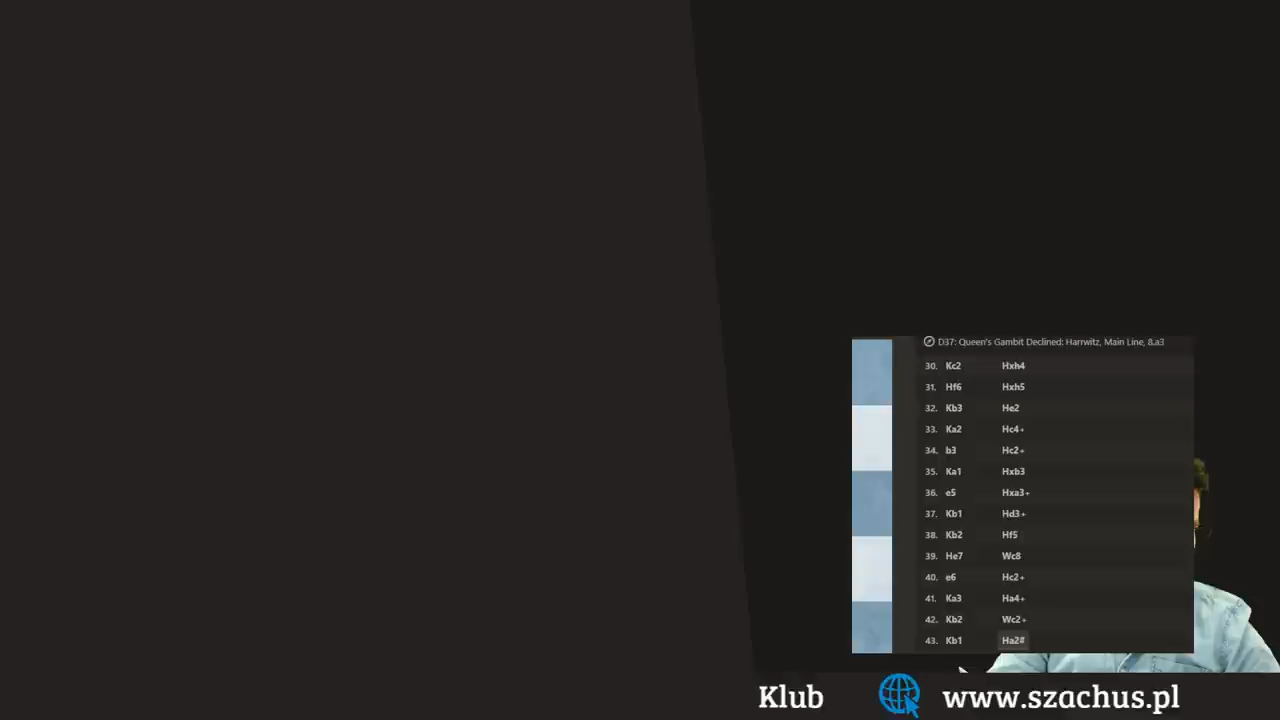 D37: Queen's Gambit Declined: Harrwitz, Main Line, 8.a3
30. Kc2 Hxh4
31. Hf6 Hxh5
32. Kb3 He2
33. Ka2 Hc4+
34. b3 Hc2+
35. Ka1 Hxb3
36. e5 Hxa3+
37. Kb1 Hd3+
38. Kb2 Hf5
39. He7 Wc8
40. e6 Hc2+
41. Ka3 Ha4+
42. Kb2 Wc2+
43. Kb1 Ha2#
Klub www.szachus.pl